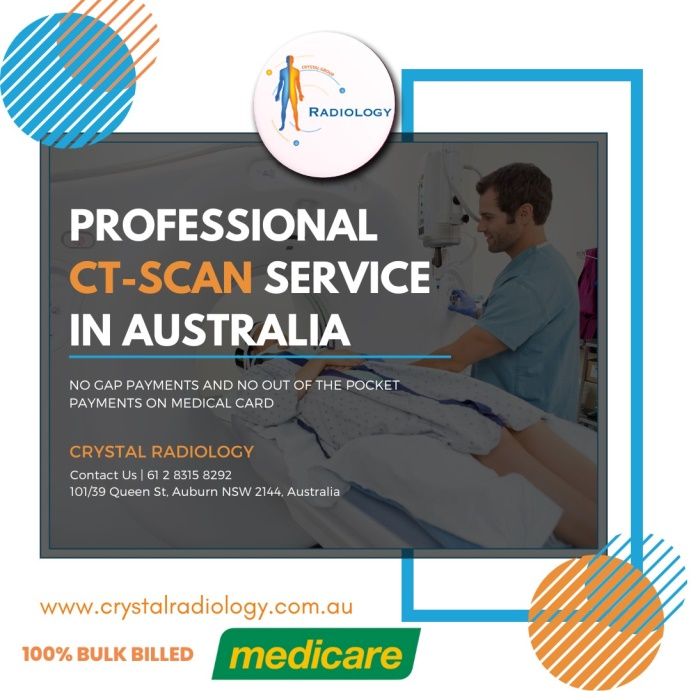 CRYSTAL GROUP
RADIOLOGY
PROFESSIONAL
CT-SCAN SERVICE
IN AUSTRALIA
NO GAP PAYMENTS AND NO OUT OF THE POCKET
PAYMENTS ON MEDICAL CARD
CRYSTAL RADIOLOGY
Contact Us | 61 2 8315 8292
101/39 Queen St, Auburn NSW 2144, Australia
www.crystalradiology.com.au
100% BULK BILLED
medicare